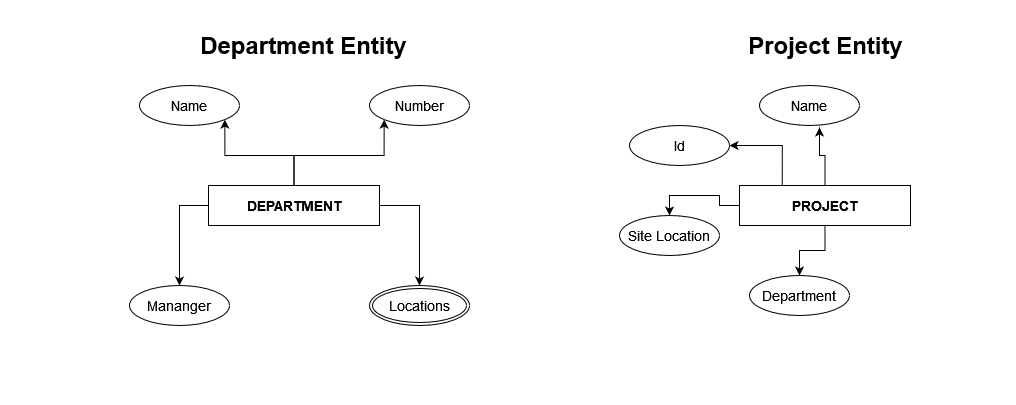 Department Entity
Project Entity
Name
Number
DEPARTMENT
Mananger
Locations
Name
Id
PROJECT
Site Location
Department